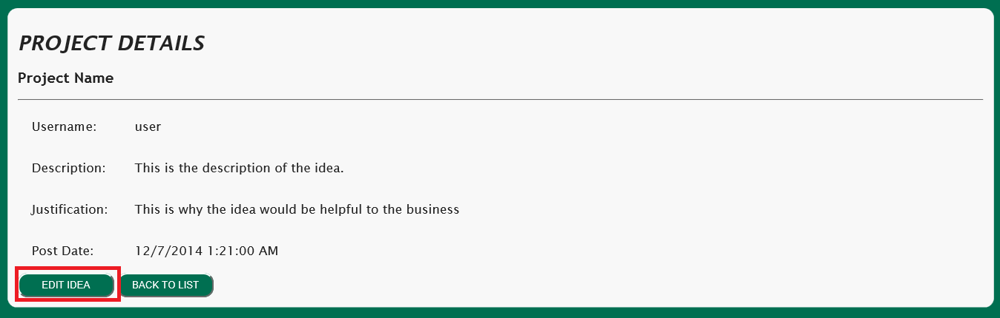 PROJECT DETAILS
Project Name
Username: user
Description: This is the description of the idea.
Justification: This is why the idea would be helpful to the business
Post Date: 12/7/2014 1:21:00 AM
EDIT IDEA BACK TO LIST